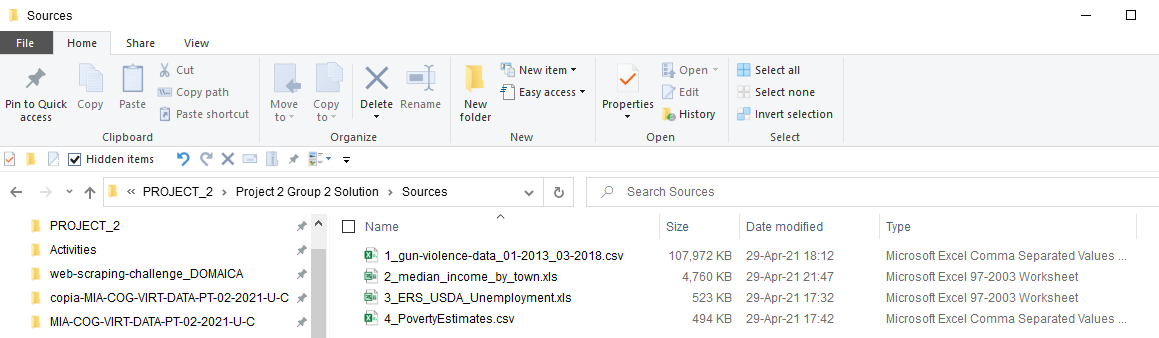 Sources
File Home Share View
Pin to Quick access
Copy
Paste
Cut
Copy path
Paste shortcut
Clipboard
Move to
Copy to
Delete
Rename
Organize
New folder
New item
Easy access
New
Properties
Open
Edit
History
Open
Select all
Select none
Invert selection
Select
Hidden items
« PROJECT_2 > Project 2 Group 2 Solution > Sources
Search Sources
PROJECT_2
Activities
web-scraping-challenge_DOMAICA
copia-MIA-COG-VIRT-DATA-PT-02-2021-U-C
MIA-COG-VIRT-DATA-PT-02-2021-U-C
Name Size Date modified Type
1_gun-violence-data_01-2013_03-2018.csv 107,972 KB 29-Apr-21 18:12 Microsoft Excel Comma Separated Values ...
2_median_income_by_town.xls 4,760 KB 29-Apr-21 21:47 Microsoft Excel 97-2003 Worksheet
3_ERS_USDA_Unemployment.xls 523 KB 29-Apr-21 17:32 Microsoft Excel 97-2003 Worksheet
4_PovertyEstimates.csv 494 KB 29-Apr-21 17:42 Microsoft Excel Comma Separated Values ...